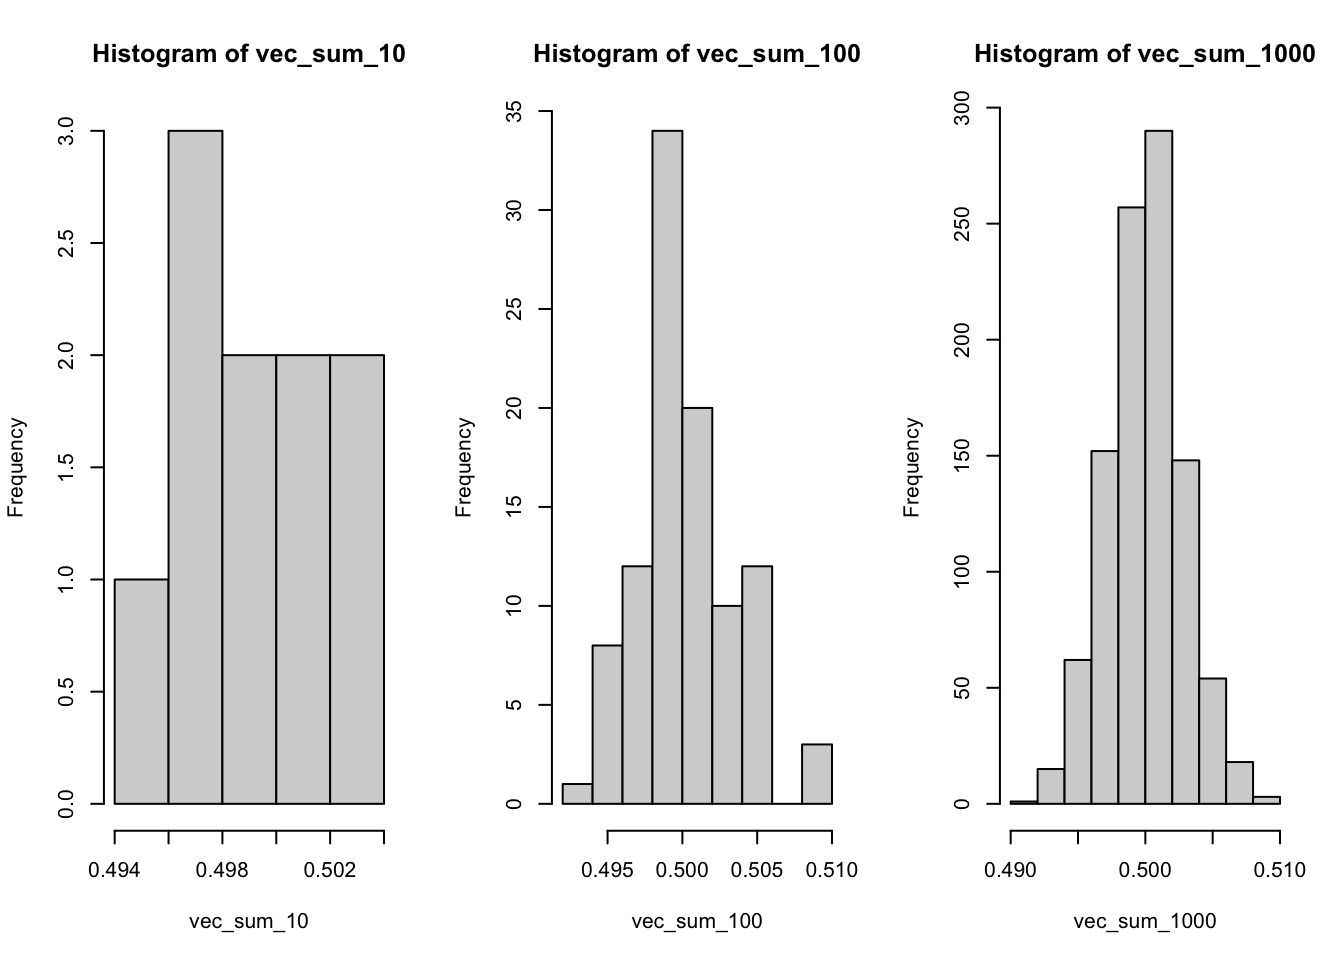 Histogram of vec_sum_10
Frequency
3.0
2.5
2.0
1.5
1.0
0.5
0.0
0.494 0.498 0.502
vec_sum_10
Histogram of vec_sum_100
Frequency
35
30
25
20
15
10
5
0
0.495 0.500 0.505 0.510
vec_sum_100
Histogram of vec_sum_1000
Frequency
300
250
200
150
100
50
0
0.490 0.500 0.510
vec_sum_1000